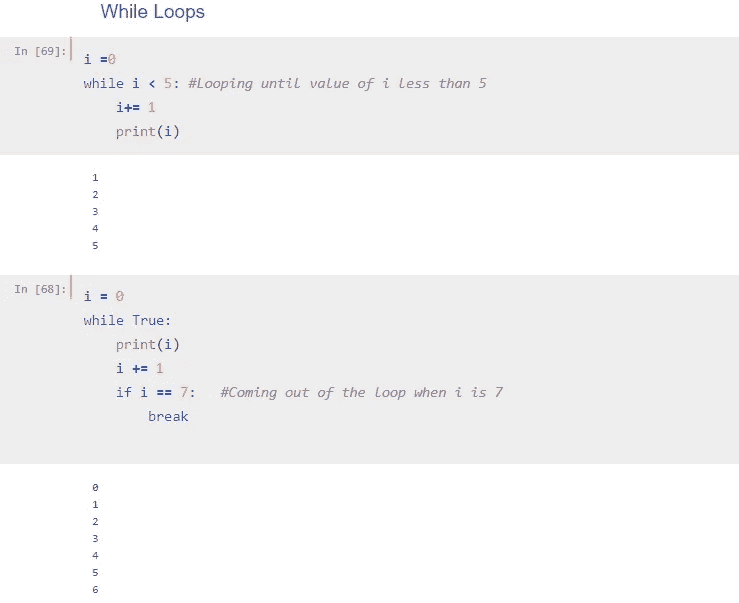 While Loops
In [69]:
i =0
while i < 5: #Looping until value of i less than 5
    i+= 1
    print(i)
1
2
3
4
5
In [68]:
i = 0
while True:
    print(i)
    i += 1
    if i == 7:   #Coming out of the loop when i is 7
        break
0
1
2
3
4
5
6